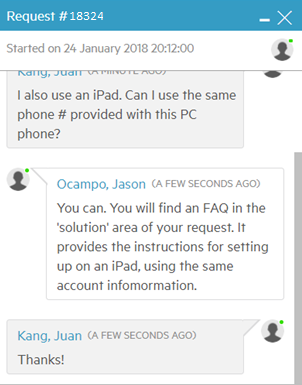 Request #18324
Started on 24 January 2018 20:12:00
Kang, Juan (A MINUTE AGO)
I also use an iPad. Can I use the same
phone # provided with this PC
phone?
Ocampo, Jason (A FEW SECONDS AGO)
You can. You will find an FAQ in the
'solution' area of your request. It
provides the instructions for setting
up on an iPad, using the same
account infomormation.
Kang, Juan (A FEW SECONDS AGO)
Thanks!